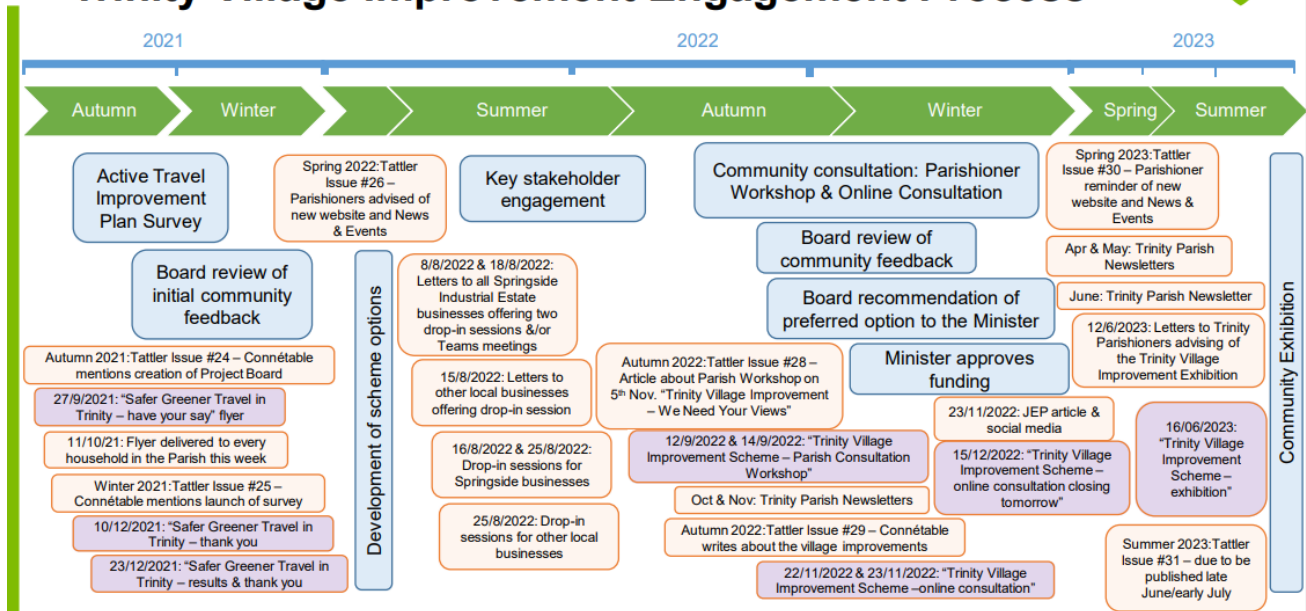 Trinity Village Improvement Engagement Process
2021
2022
2023
Autumn
Winter
Summer
Autumn
Winter
Spring
Summer
Active Travel
Improvement
Plan Survey
Board review of
initial community
feedback
Autumn 2021:Tattler Issue #24 – Connétable
mentions creation of Project Board
27/9/2021: “Safer Greener Travel in
Trinity – have your say” flyer
11/10/21: Flyer delivered to every
household in the Parish this week
Winter 2021:Tattler Issue #25 –
Connétable mentions launch of survey
10/12/2021: “Safer Greener Travel in
Trinity – thank you
23/12/2021: “Safer Greener Travel in
Trinity – results & thank you
Spring 2022:Tattler
Issue #26 –
Parishioners advised of
new website and News
& Events
Development of scheme options
Key stakeholder
engagement
8/8/2022 & 18/8/2022:
Letters to all Springside
Industrial Estate
businesses offering two
drop-in sessions &/or
Teams meetings
15/8/2022: Letters to
other local businesses
offering drop-in session
16/8/2022 & 25/8/2022:
Drop-in sessions for
Springside businesses
25/8/2022: Drop-in
sessions for other local
businesses
Community consultation: Parishioner
Workshop & Online Consultation
Board review of
community feedback
Board recommendation of
preferred option to the Minister
Minister approves
funding
Autumn 2022:Tattler Issue #28 –
Article about Parish Workshop on
5th Nov. “Trinity Village Improvement
– We Need Your Views”
12/9/2022 & 14/9/2022: “Trinity Village
Improvement Scheme – Parish Consultation
Workshop”
Oct & Nov: Trinity Parish Newsletters
Autumn 2022:Tattler Issue #29 – Connétable
writes about the village improvements
22/11/2022 & 23/11/2022: “Trinity Village
Improvement Scheme –online consultation”
23/11/2022: JEP article &
social media
15/12/2022: “Trinity Village
Improvement Scheme –
online consultation closing
tomorrow”
Spring 2023:Tattler
Issue #30 – Parishioner
reminder of new
website and News &
Events
Apr & May: Trinity Parish
Newsletters
June: Trinity Parish Newsletter
12/6/2023: Letters to Trinity
Parishioners advising of
the Trinity Village
Improvement Exhibition
16/06/2023:
“Trinity Village
Improvement
Scheme –
exhibition”
Summer 2023:Tattler
Issue #31 – due to be
published late
June/early July
Community Exhibition